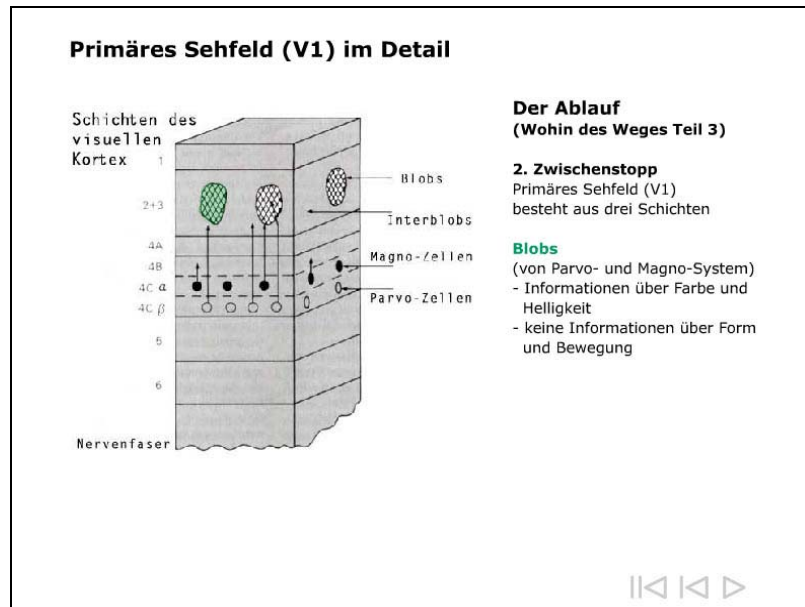 Primäres Sehfeld (V1) im Detail
Schichten des
visuellen
Kortex
1
2+3
4A
4B
4C α
4C β
5
6
Nervenfaser
Blobs
Interblobs
Magno-Zellen
Parvo-Zellen
Der Ablauf
(Wohin des Weges Teil 3)
2. Zwischenstopp
Primäres Sehfeld (V1)
besteht aus drei Schichten
Blobs
(von Parvo- und Magno-System)
- Informationen über Farbe und
Helligkeit
- keine Informationen über Form
und Bewegung